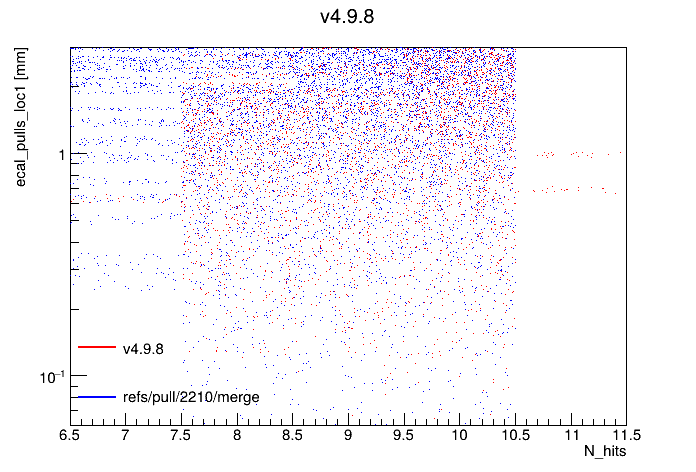 v4.9.8
ecal_pulls_loc1 [mm]
1
10⁻¹
v4.9.8
refs/pull/2210/merge
6.5 7 7.5 8 8.5 9 9.5 10 10.5 11 11.5
N_hits